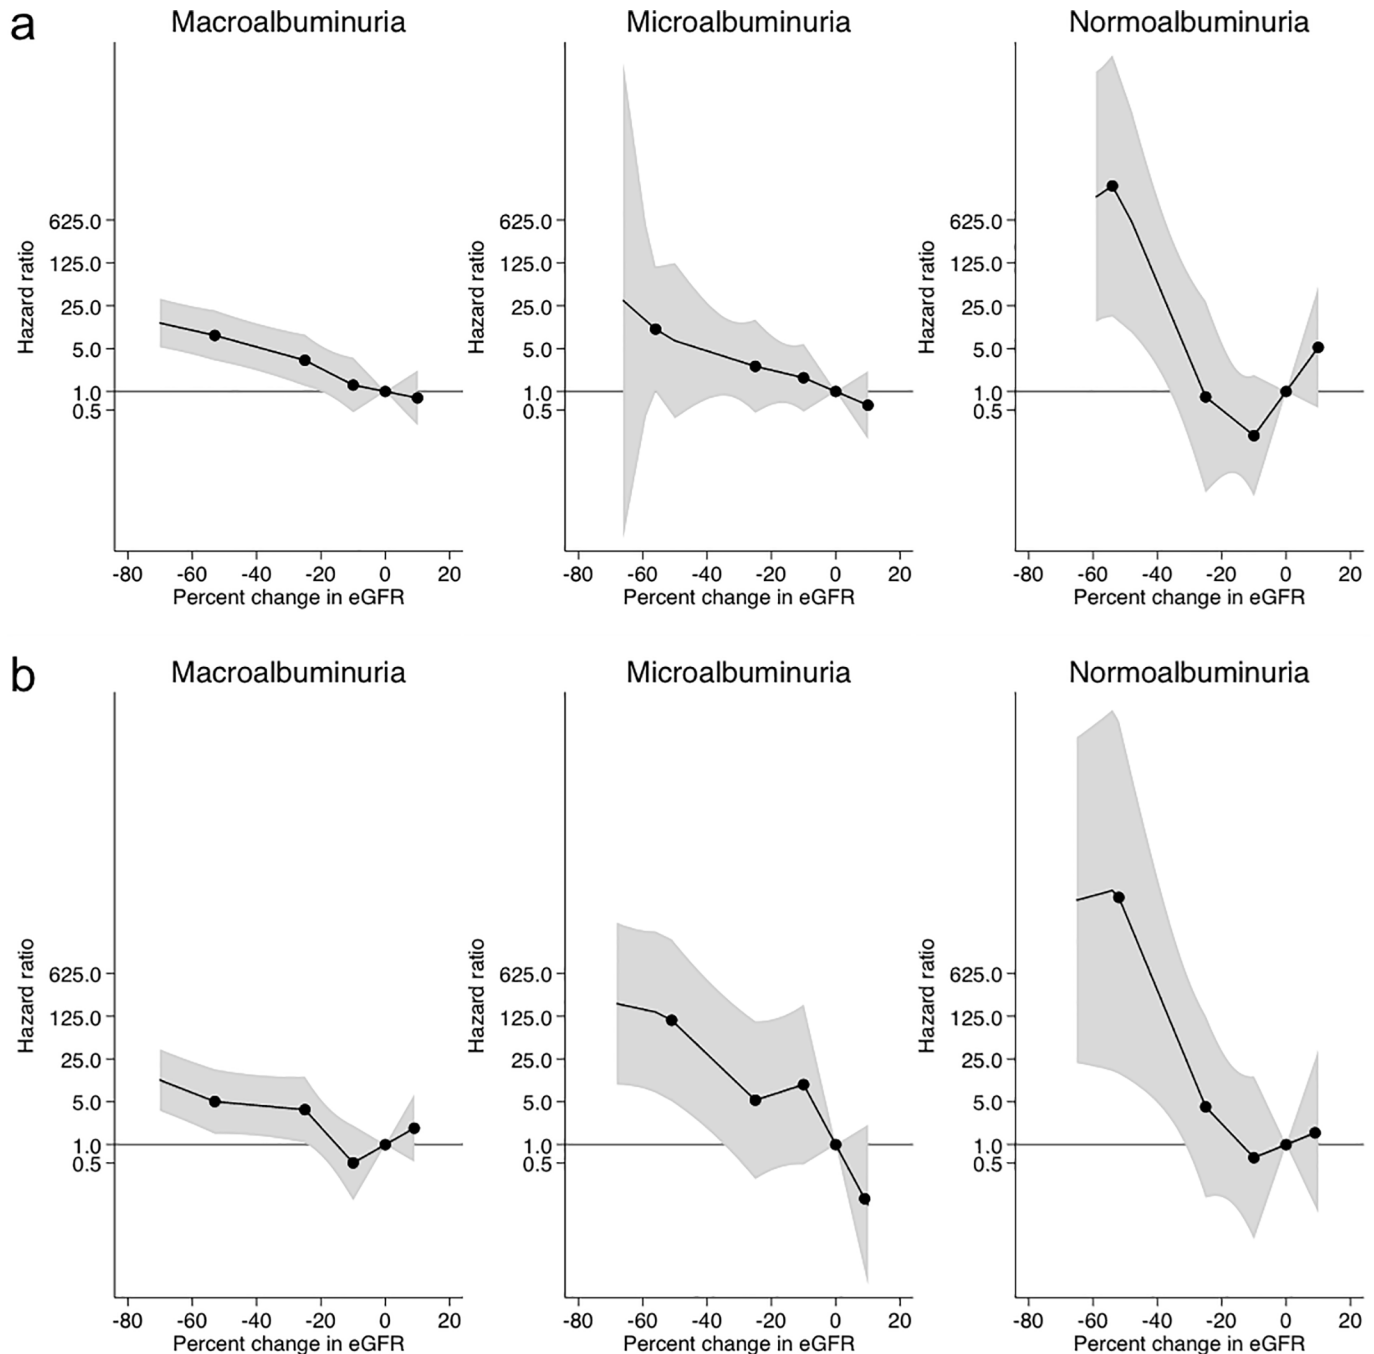 a
Macroalbuminuria
Microalbuminuria
Normoalbuminuria
Hazard ratio
625.0
125.0
25.0
5.0
1.0
0.5
-80 -60 -40 -20 0 20
Percent change in eGFR
Hazard ratio
625.0
125.0
25.0
5.0
1.0
0.5
-80 -60 -40 -20 0 20
Percent change in eGFR
Hazard ratio
625.0
125.0
25.0
5.0
1.0
0.5
-80 -60 -40 -20 0 20
Percent change in eGFR
b
Macroalbuminuria
Microalbuminuria
Normoalbuminuria
Hazard ratio
625.0
125.0
25.0
5.0
1.0
0.5
-80 -60 -40 -20 0 20
Percent change in eGFR
Hazard ratio
625.0
125.0
25.0
5.0
1.0
0.5
-80 -60 -40 -20 0 20
Percent change in eGFR
Hazard ratio
625.0
125.0
25.0
5.0
1.0
0.5
-80 -60 -40 -20 0 20
Percent change in eGFR